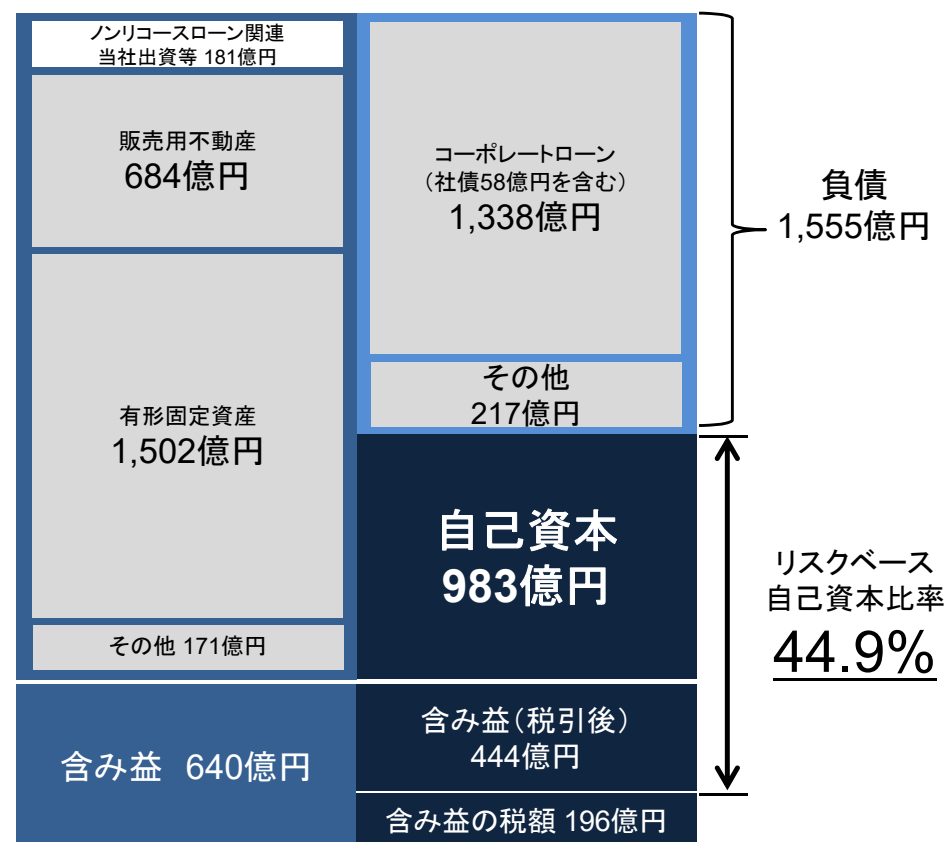 ノンリコースローン関連
当社出資等 181億円
販売用不動産
684億円
有形固定資産
1,502億円
その他 171億円
含み益 640億円
コーポレートローン
（社債58億円を含む）
1,338億円
その他
217億円
自己資本
983億円
含み益（税引後）
444億円
含み益の税額 196億円
負債
1,555億円
リスクベース
自己資本比率
44.9%